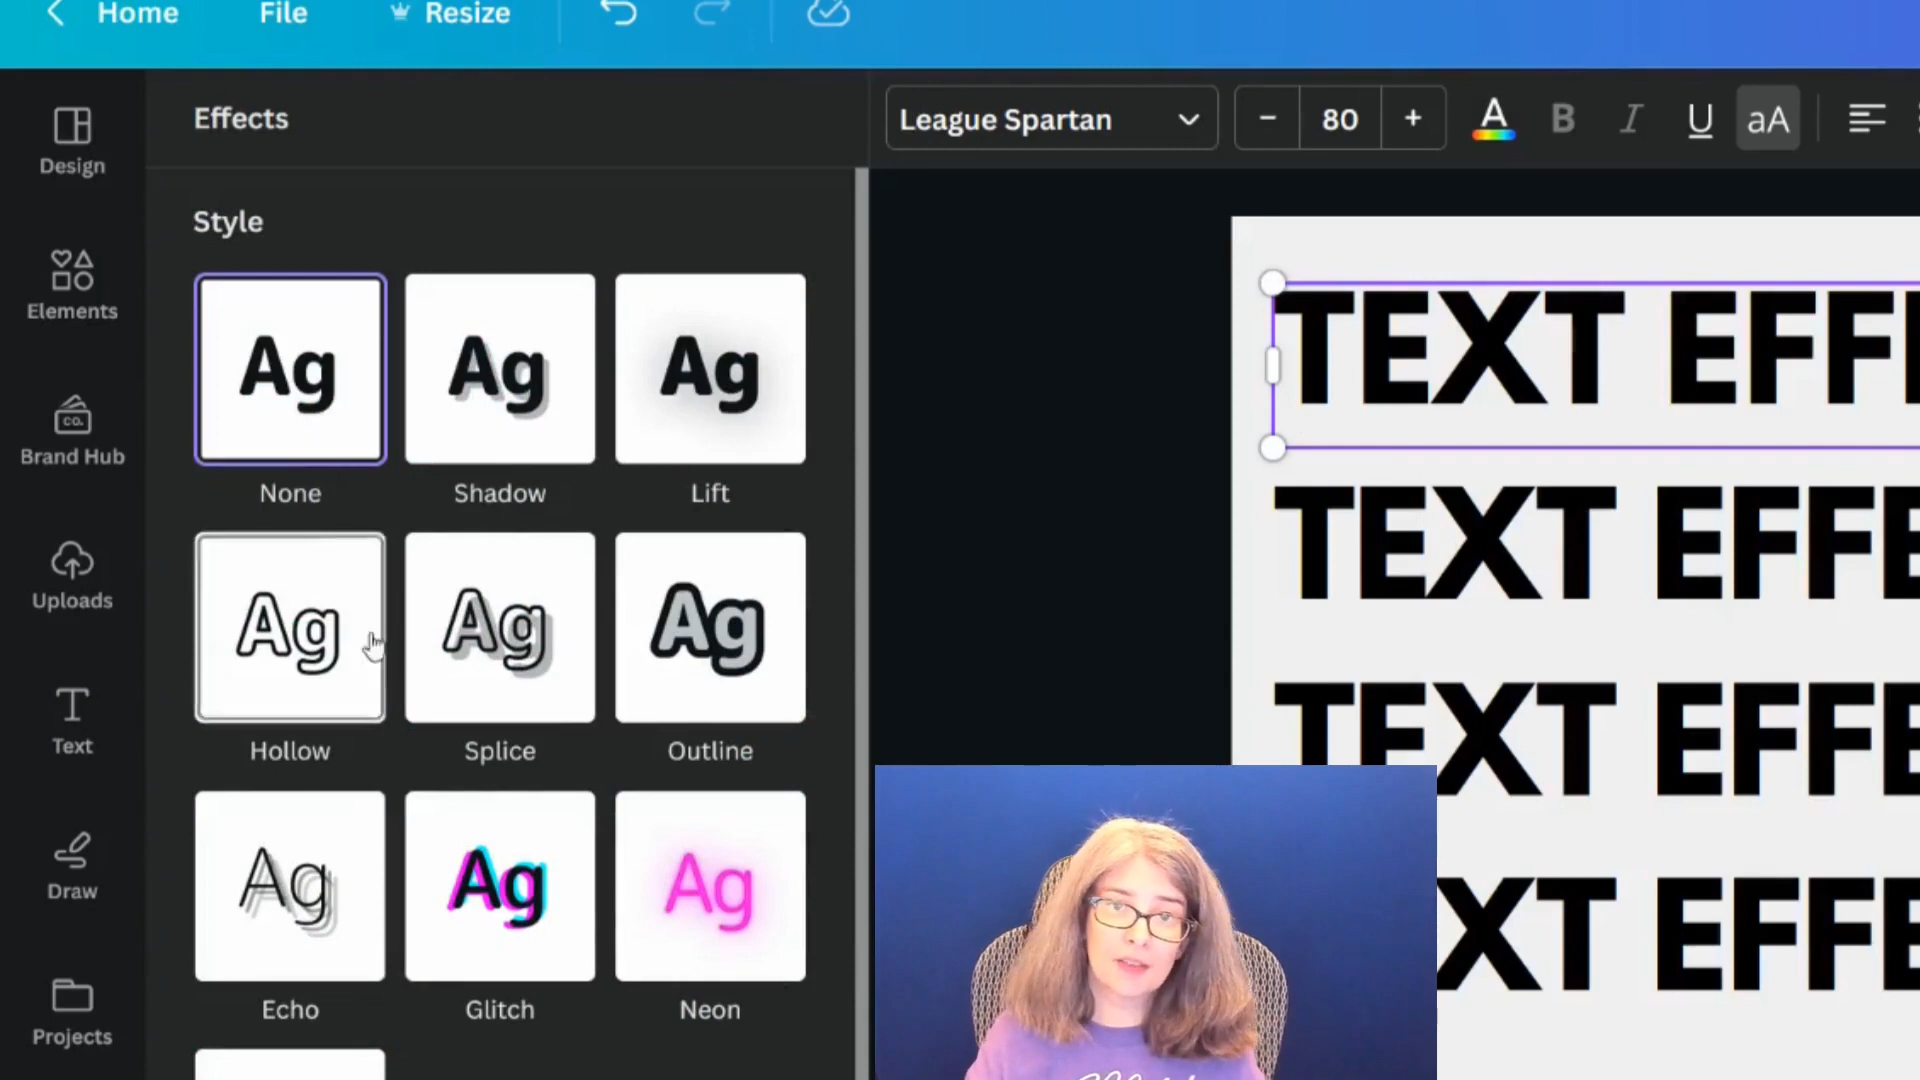 Home File Resize
Design
Elements
CO.
Brand Hub
Uploads
Text
Draw
Projects
Effects
Style
Ag Ag Ag
None Shadow Lift
Ag Ag Ag
Hollow Splice Outline
Ag Ag Ag
Echo Glitch Neon
League Spartan - 80 + A B I U aA
TEXT EFF
TEXT EFFE
TEXT EFFE
EXT EFFE